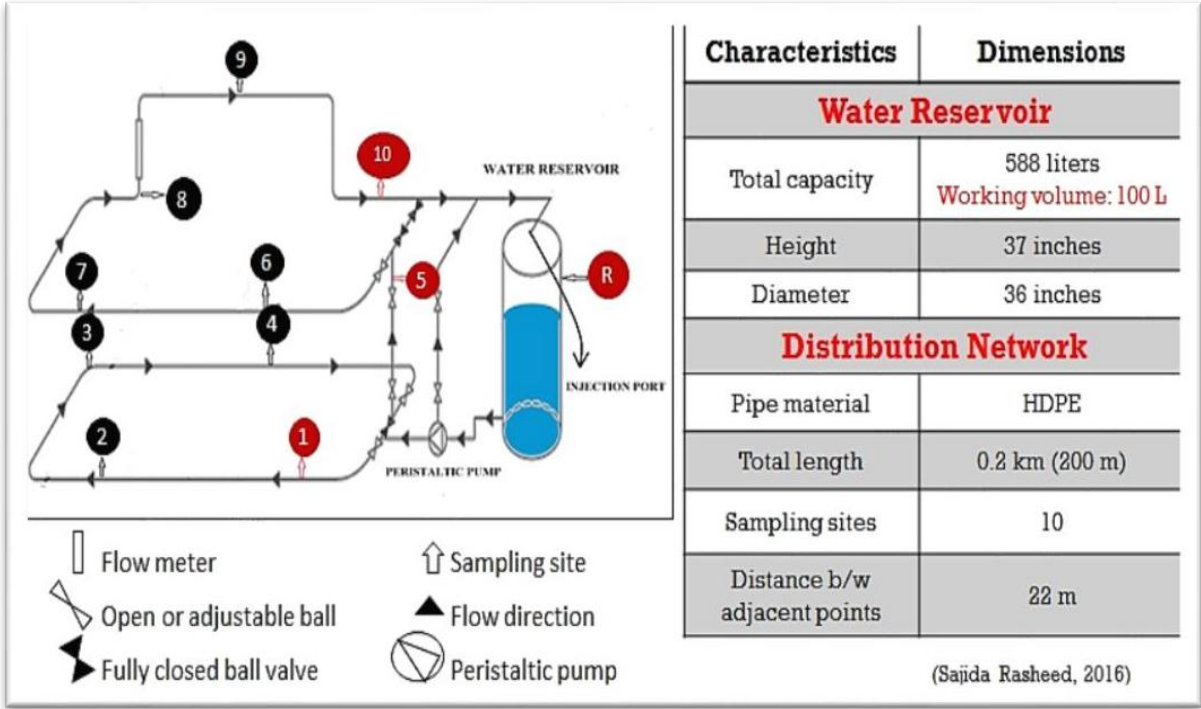 9
10
WATER RESERVOIR
8
7
6
5
R
3
4
INJECTION PORT
2
1
PERISTALTIC PUMP
Flow meter
Sampling site
Open or adjustable ball
Flow direction
Fully closed ball valve
Peristaltic pump
Characteristics
Dimensions
Water Reservoir
Total capacity
588 liters
Working volume: 100 L
Height
37 inches
Diameter
36 inches
Distribution Network
Pipe material
HDPE
Total length
0.2 km (200 m)
Sampling sites
10
Distance b/w
adjacent points
22 m
(Sajida Rasheed, 2016)